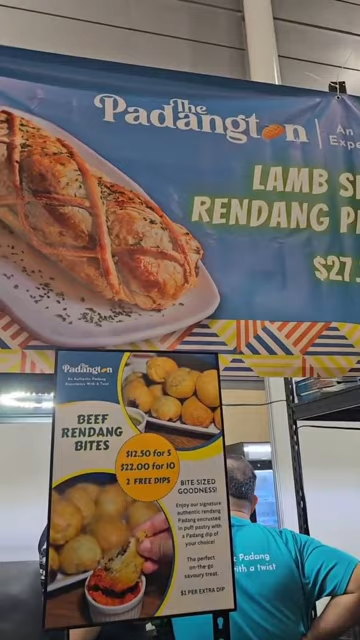 The
Padangton
An
Expe
LAMB S
RENDANG P
$27.
The
Padangton
An Authentic Padang
Experience With A Twist
BEEF
RENDANG
BITES
$12.50 for 5
$22.00 for 10
2 FREE DIPS
BITE-SIZED
GOODNESS!
Enjoy our signature
authentic rendang
Padang encrusted
in puff pastry with
a Padang dip of
your choice!
The perfect
on-the-go
savoury treat.
$1 PER EXTRA DIP
Padang
with a twist